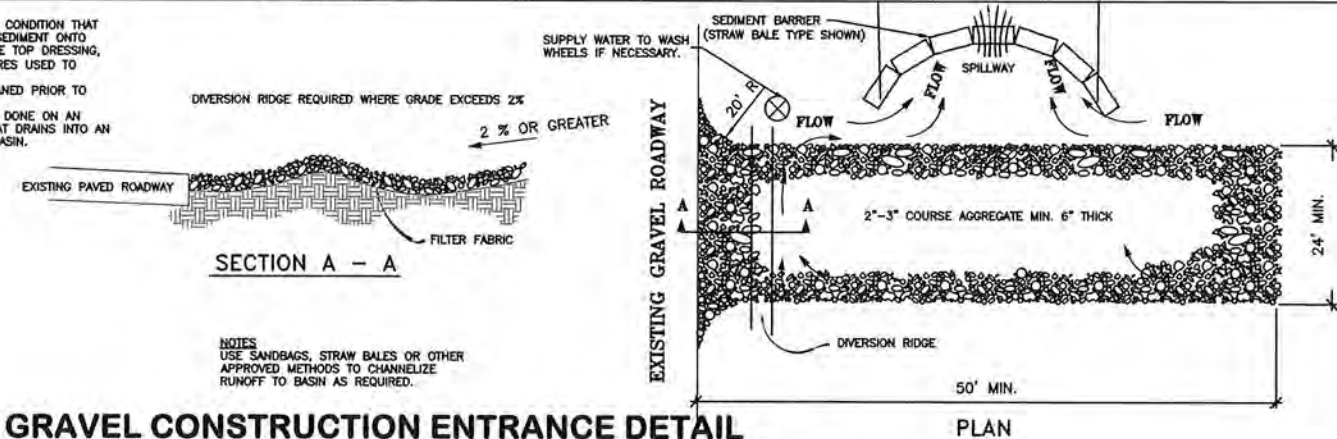 CONDITION THAT
SEDIMENT ONTO
TOP DRESSING,
USED TO
PRIOR TO
DONE ON AN
DRAINS INTO AN
DIVERSION RIDGE REQUIRED WHERE GRADE EXCEEDS 2%
2 % OR GREATER
EXISTING PAVED ROADWAY
FILTER FABRIC
SECTION A - A
NOTES
USE SANDBAGS, STRAW BALES OR OTHER
APPROVED METHODS TO CHANNELIZE
RUNOFF TO BASIN AS REQUIRED.
SUPPLY WATER TO WASH
WHEELS IF NECESSARY.
SEDIMENT BARRIER
(STRAW BALE TYPE SHOWN)
SPILLWAY
FLOW
FLOW
FLOW
FLOW
20' R
EXISTING GRAVEL ROADWAY
A
A
2"-3" COURSE AGGREGATE MIN. 6" THICK
24' MIN.
DIVERSION RIDGE
50' MIN.
PLAN
GRAVEL CONSTRUCTION ENTRANCE DETAIL